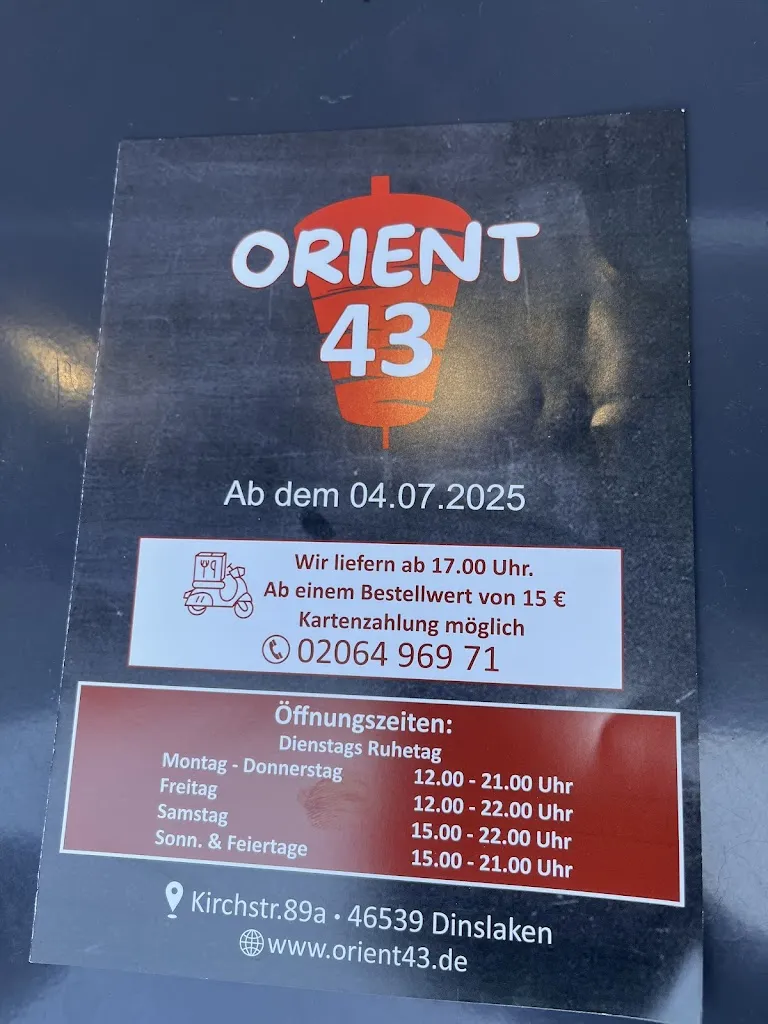 ORIENT
43
Ab dem 04.07.2025
Wir liefern ab 17.00 Uhr.
Ab einem Bestellwert von 15 €
Kartenzahlung möglich
02064 969 71
Öffnungszeiten:
Dienstags Ruhetag
Montag - Donnerstag 12.00 - 21.00 Uhr
Freitag 12.00 - 22.00 Uhr
Samstag 15.00 - 22.00 Uhr
Sonn. & Feiertage 15.00 - 21.00 Uhr
Kirchstr.89a • 46539 Dinslaken
www.orient43.de